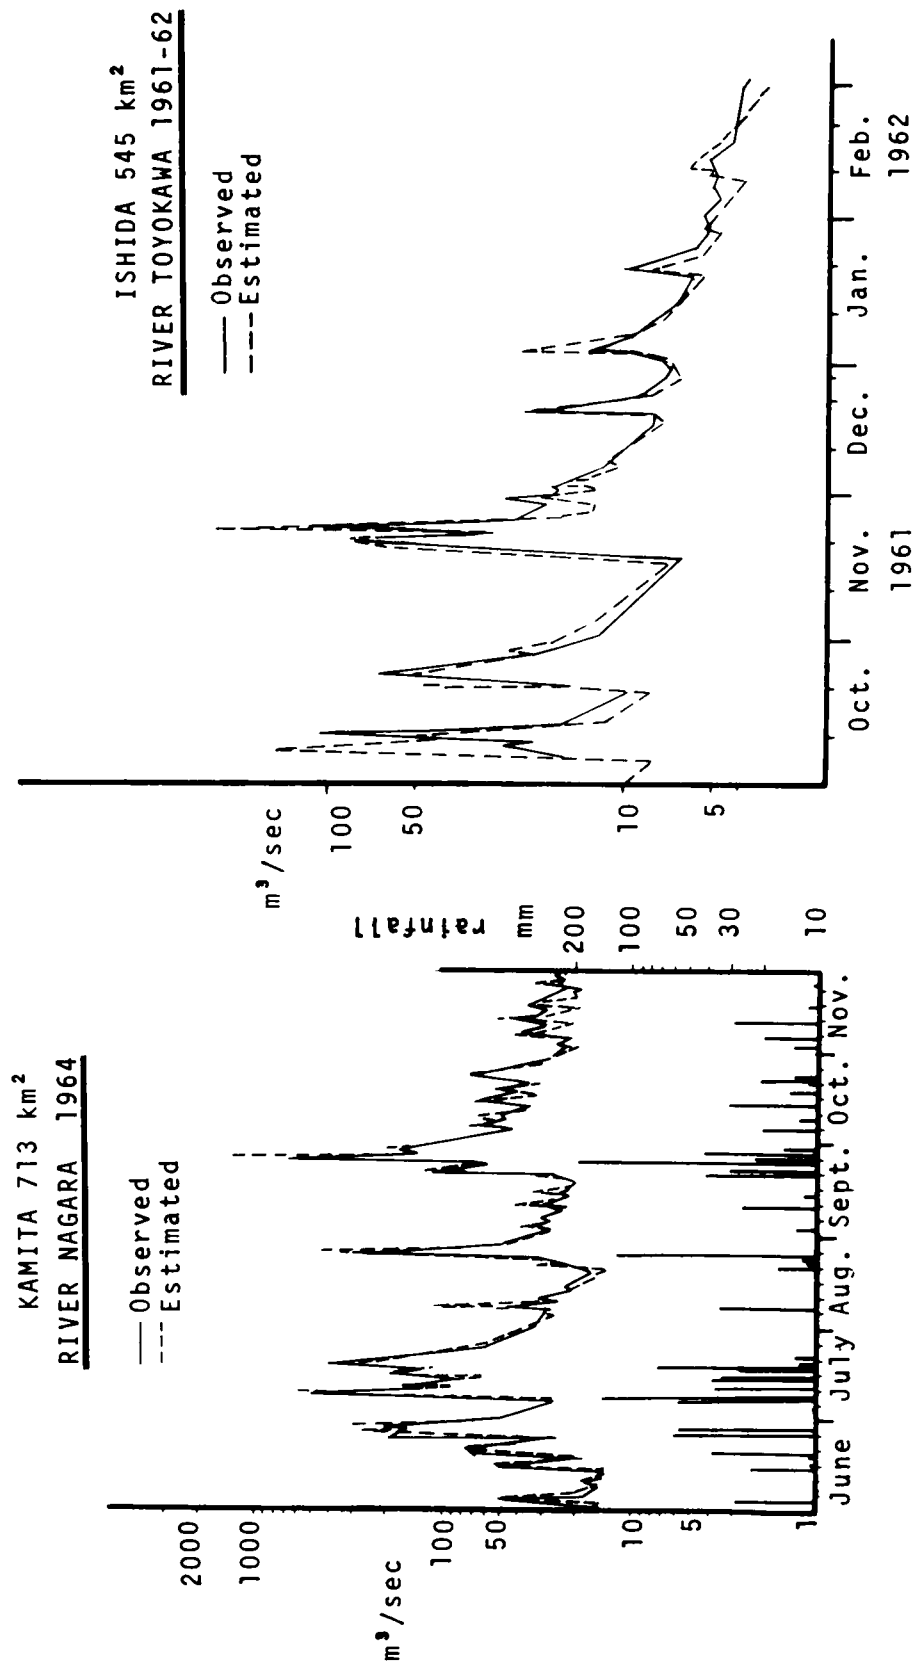 KAMITA 713 km²
RIVER NAGARA 1964
Observed
Estimated
m³/sec
2000
1000
100
50
10
5
1
rainfall
mm
200
100
50
30
10
June
July
Aug.
Sept.
Oct.
Nov.
ISHIDA 545 km²
RIVER TOYOKAWA 1961-62
Observed
Estimated
m³/sec
100
50
10
5
Oct.
Nov.
Dec.
Jan.
Feb.
1961
1962